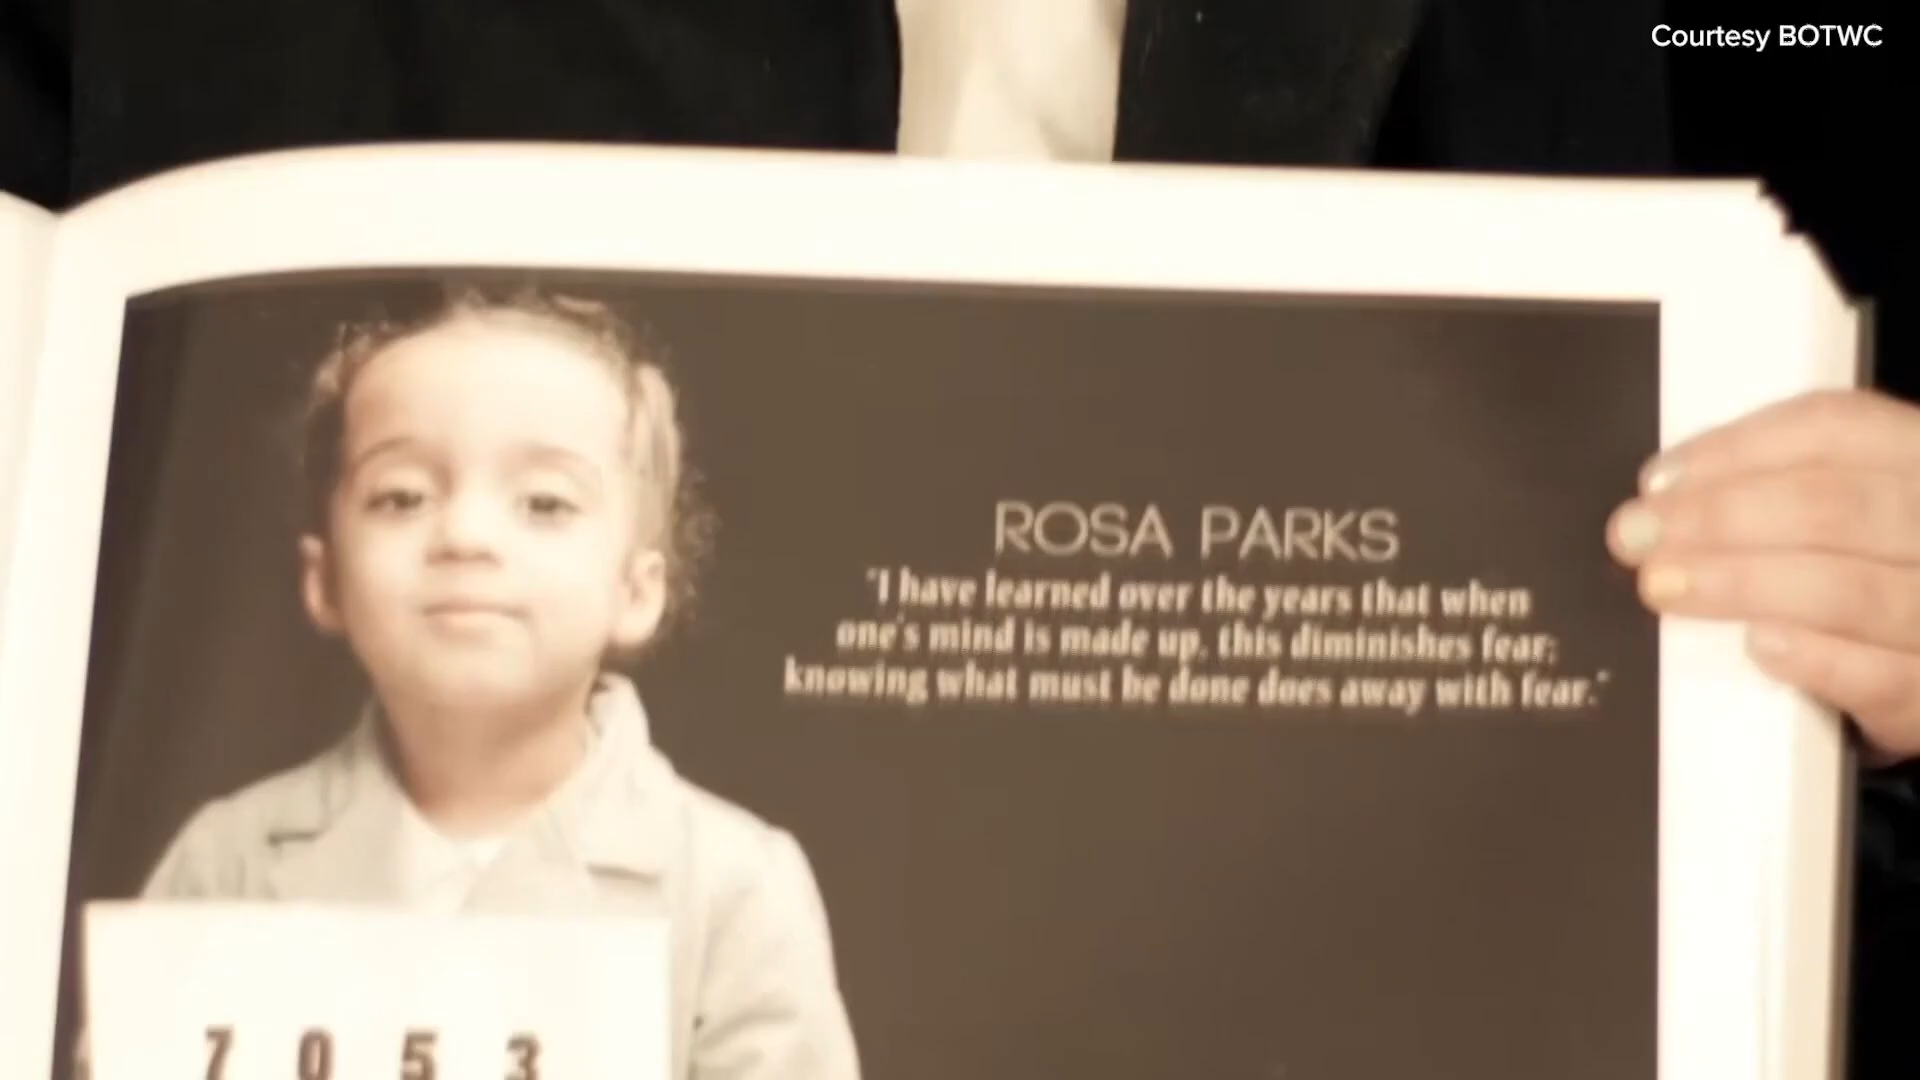 Courtesy BOTWC
ROSA PARKS
"I have learned over the years that when
one's mind is made up, this diminishes fear;
knowing what must be done does away with fear."
7053